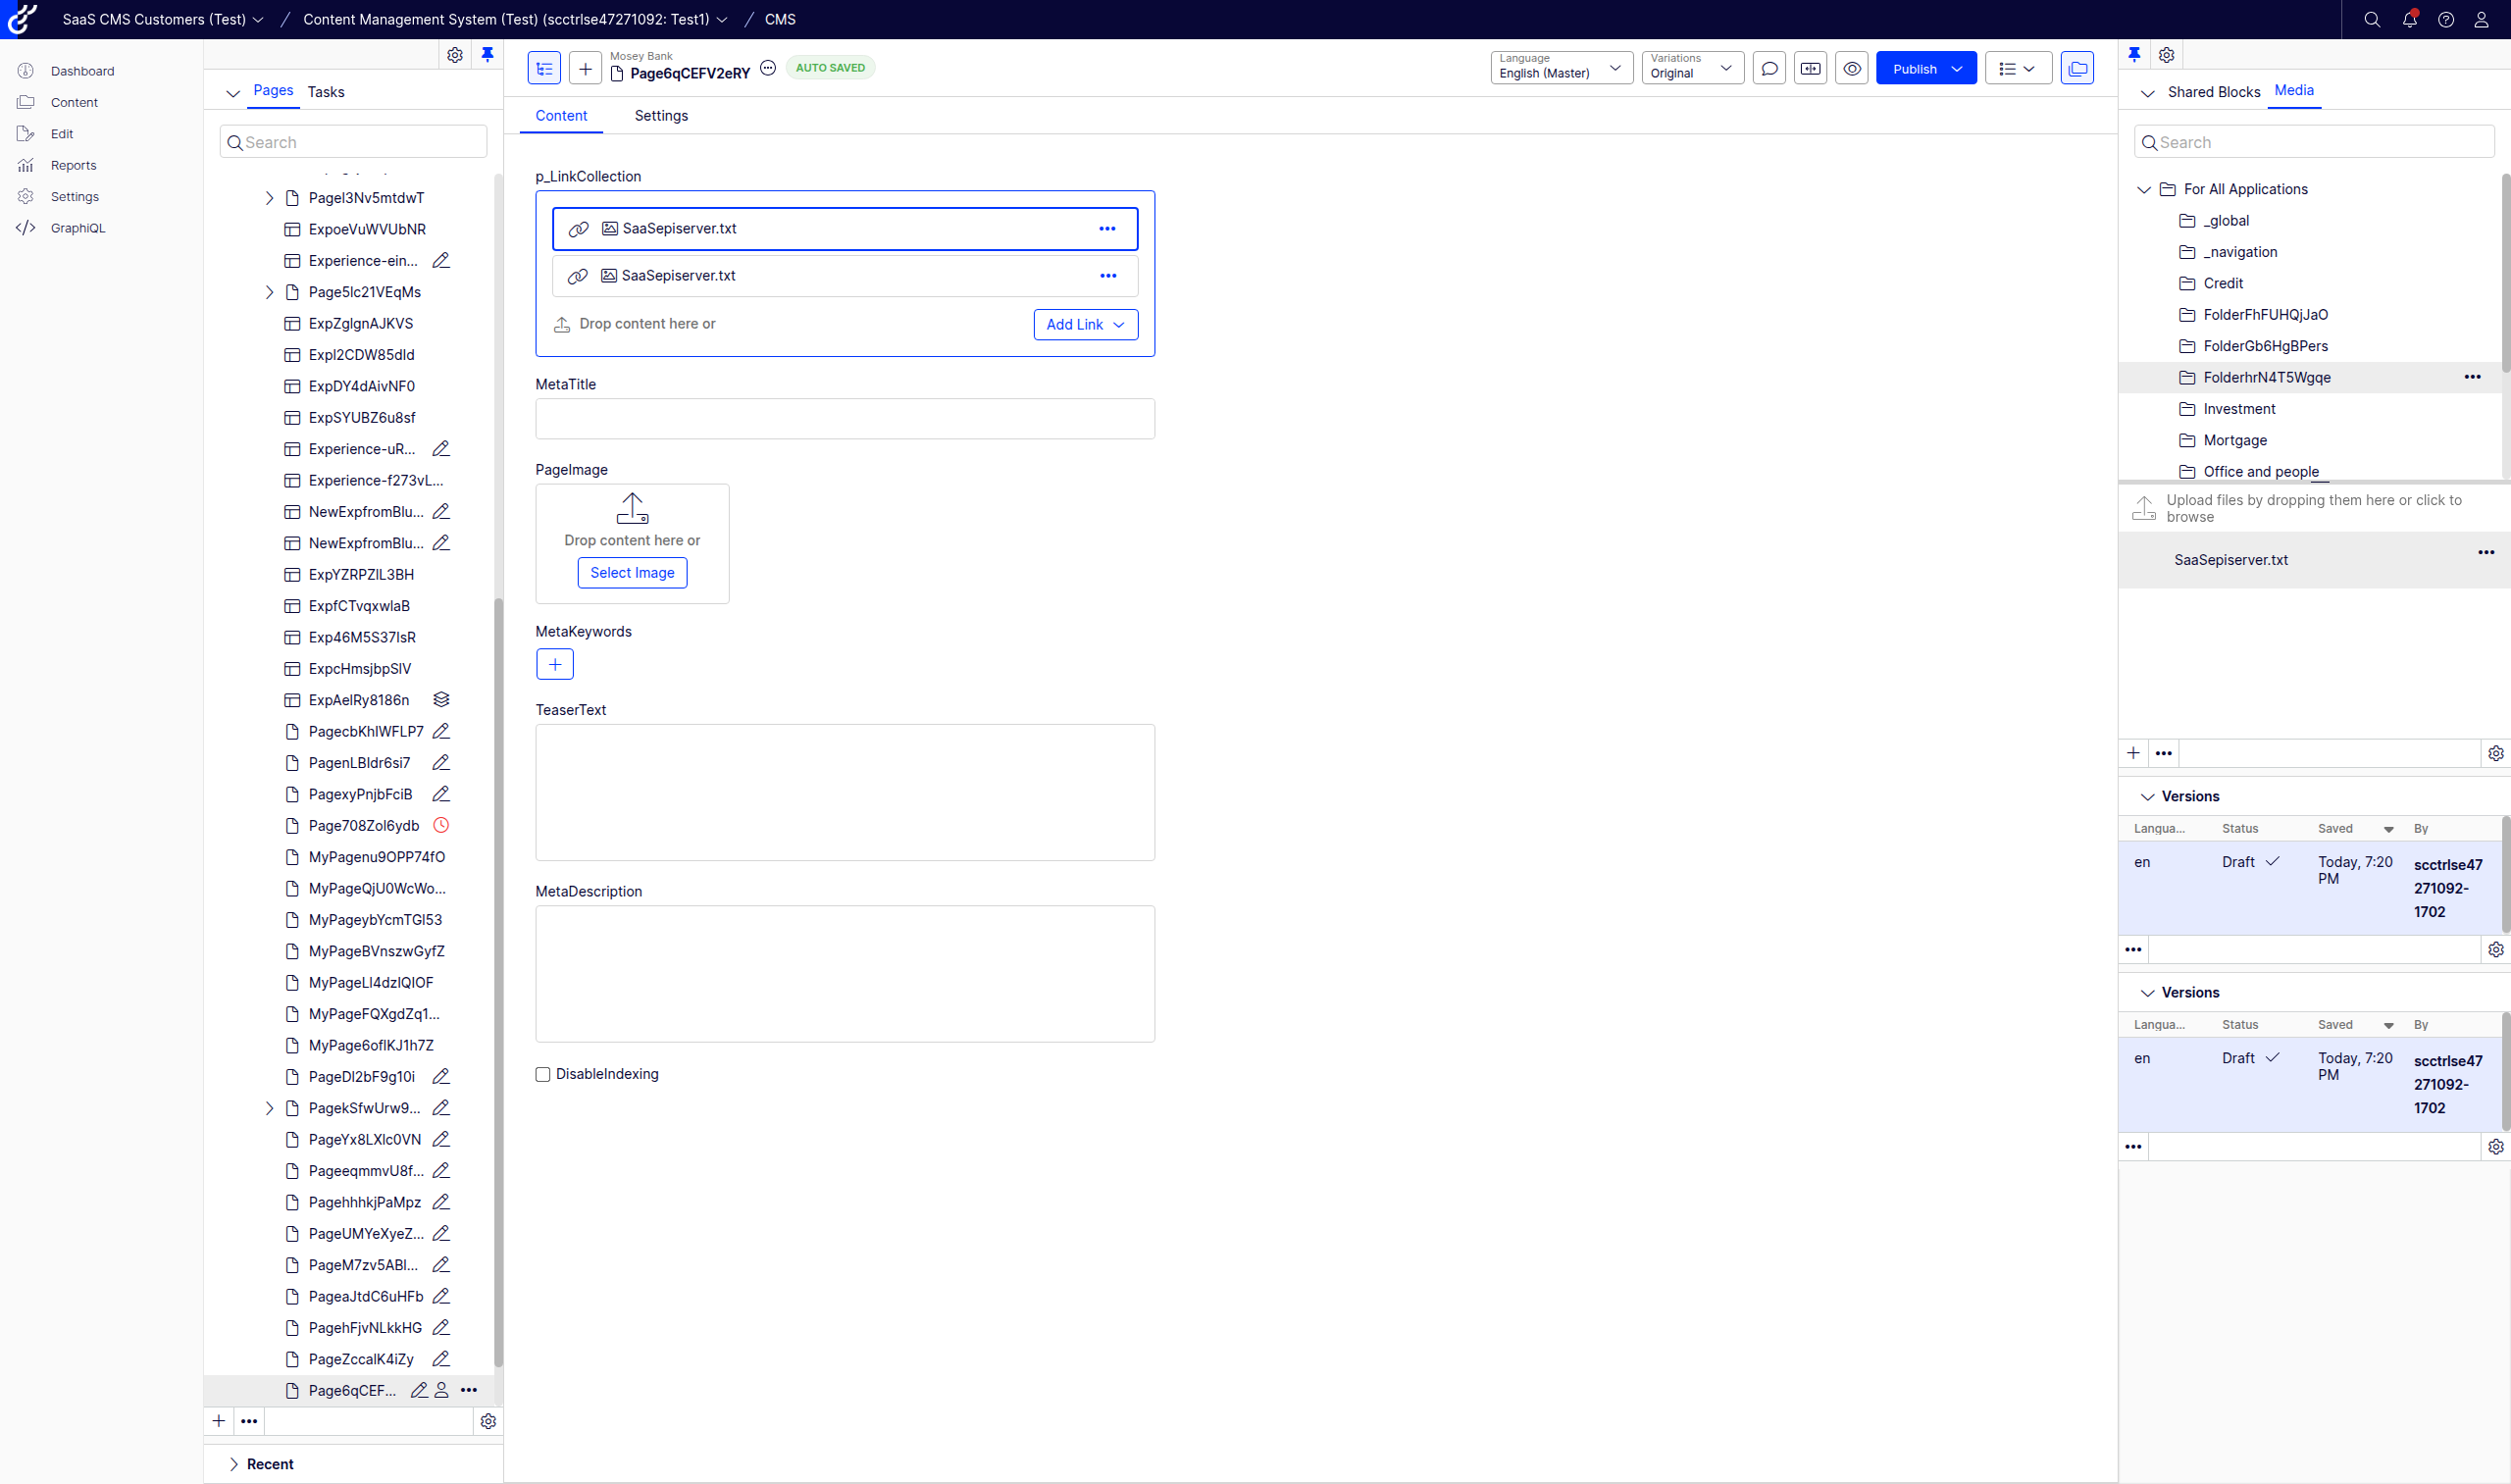 SaaS CMS Customers (Test) / Content Management System (Test) (scctrlse47271092: Test1) / CMS
Dashboard
Content
Edit
Reports
Settings
GraphiQL
Pages Tasks
Search
PageI3Nv5mtdwT
ExpoeVuWVUbNR
Experience-ein...
Page5lc21VEqMs
ExpZglgnAJKVS
ExpI2CDW85dId
ExpDY4dAivNF0
ExpSYUBZ6u8sf
Experience-uR...
Experience-f273vL...
NewExpfromBlu...
NewExpfromBlu...
ExpYZRPZIL3BH
ExpfCTvqxwlaB
Exp46M5S37IsR
ExpcHmsjbpSlV
ExpAelRy8186n
PagecbKhIWFLP7
PagenLBldr6si7
PagexyPnjbFciB
Page708Zol6ydb
MyPagenu9OPP74fO
MyPageQjU0WcWo...
MyPageybYcmTGl53
MyPageBVnszwGyfZ
MyPageLl4dzIQIOF
MyPageFQXgdZq1...
MyPage6oflKJ1h7Z
PageDl2bF9g10i
PagekSfwUrw9...
PageYx8LXlc0VN
PageeqmmvU8f...
PagehhhkjPaMpz
PageUMYeXyeZ...
PageM7zv5ABI...
PageaJtdC6uHFb
PagehFjvNLkkHG
PageZccalK4iZy
Page6qCEF...
Recent
Mosey Bank
Page6qCEFV2eRY
AUTO SAVED
Language
English (Master)
Variations
Original
Publish
Content Settings
p_LinkCollection
SaaSepiserver.txt
SaaSepiserver.txt
Drop content here or
Add Link
MetaTitle
PageImage
Drop content here or
Select Image
MetaKeywords
TeaserText
MetaDescription
DisableIndexing
Shared Blocks Media
Search
For All Applications
_global
_navigation
Credit
FolderFhFUHQjJaO
FolderGb6HgBPers
FolderhrN4T5Wgqe
Investment
Mortgage
Office and people
Upload files by dropping them here or click to
browse
SaaSepiserver.txt
Versions
Langua... Status Saved By
en Draft Today, 7:20 PM scctrlse47271092-1702
Versions
Langua... Status Saved By
en Draft Today, 7:20 PM scctrlse47271092-1702